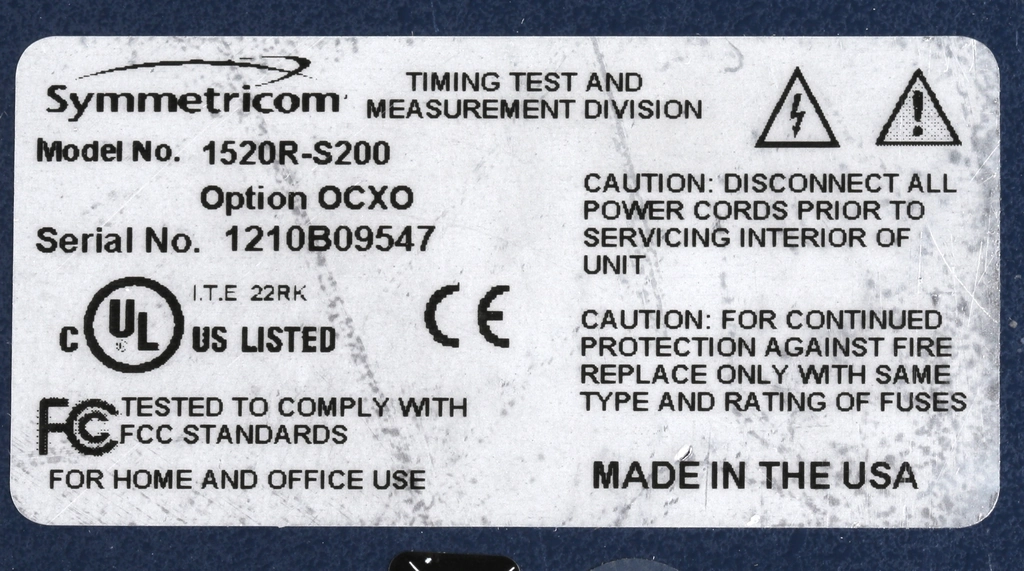 Symmetricom
TIMING TEST AND
MEASUREMENT DIVISION
Model No. 1520R-S200
Option OCXO
Serial No. 1210B09547
I.T.E 22RK
C UL US LISTED
CE
FC TESTED TO COMPLY WITH
FCC STANDARDS
FOR HOME AND OFFICE USE
CAUTION: DISCONNECT ALL
POWER CORDS PRIOR TO
SERVICING INTERIOR OF
UNIT
CAUTION: FOR CONTINUED
PROTECTION AGAINST FIRE
REPLACE ONLY WITH SAME
TYPE AND RATING OF FUSES
MADE IN THE USA